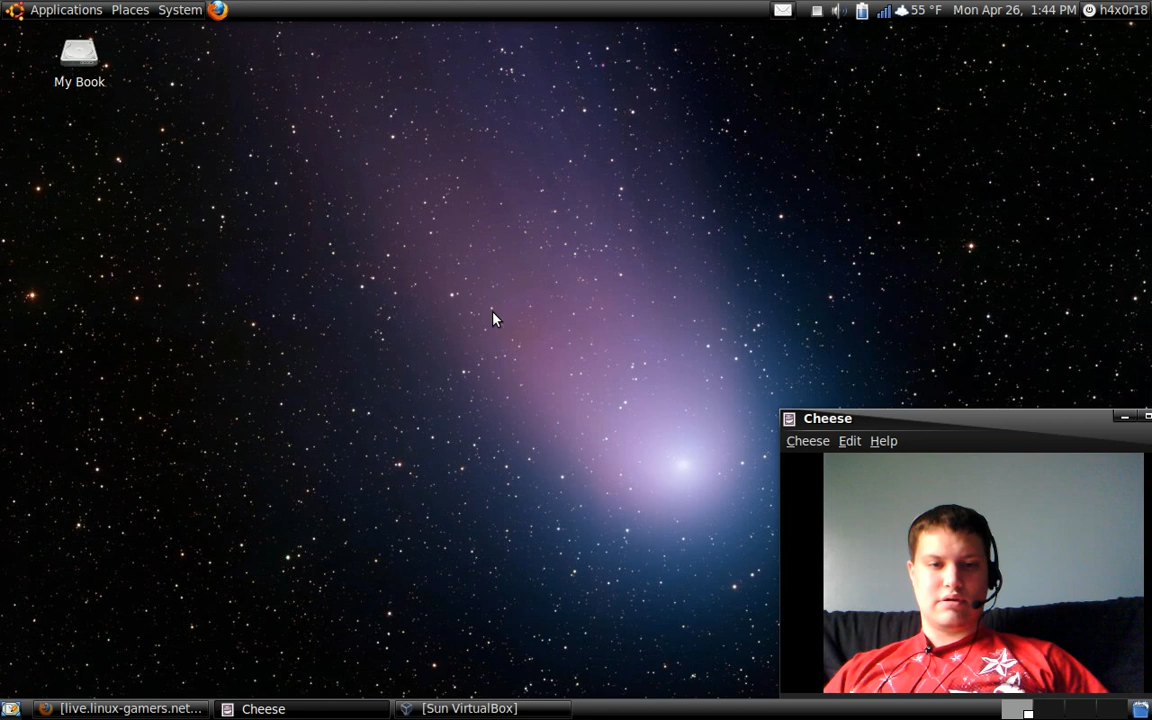 Applications Places System 55 °F Mon Apr 26, 1:44 PM h4x0r18
My Book
Cheese
Cheese Edit Help
[live.linux-gamers.net... Cheese [Sun VirtualBox]